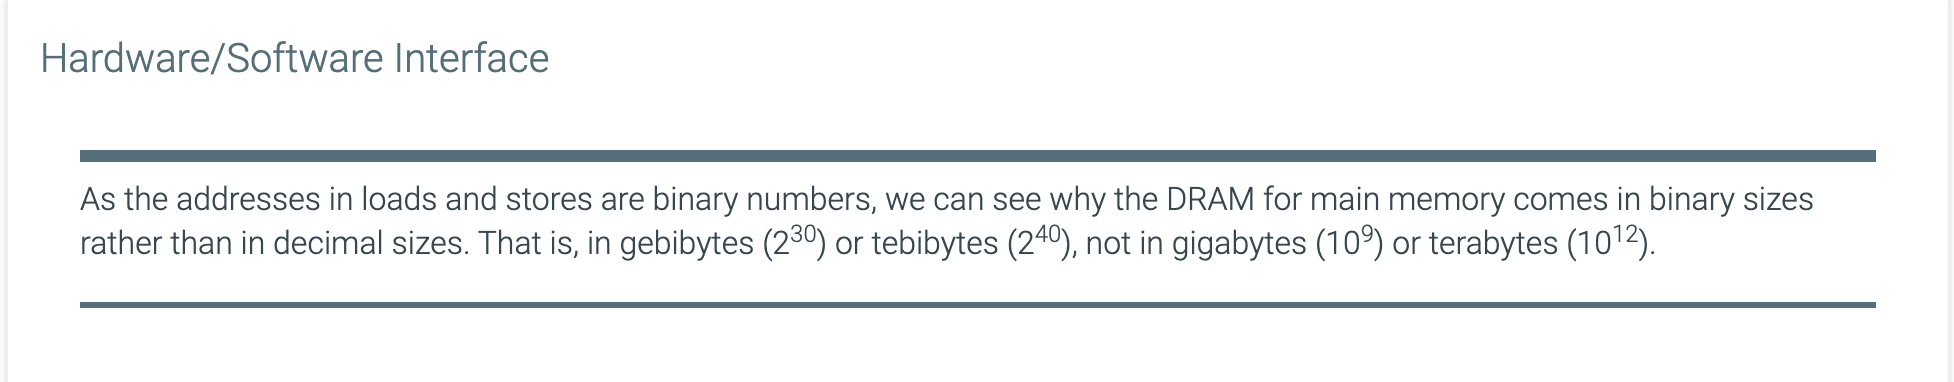 Hardware/Software Interface
As the addresses in loads and stores are binary numbers, we can see why the DRAM for main memory comes in binary sizes
rather than in decimal sizes. That is, in gebibytes (2³⁰) or tebibytes (2⁴⁰), not in gigabytes (10⁹) or terabytes (10¹²).